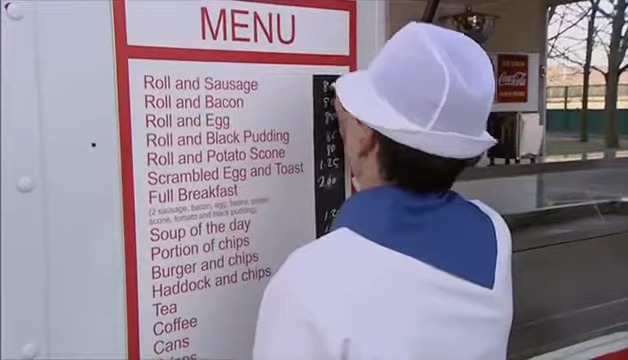 MENU
Roll and Sausage
Roll and Bacon
Roll and Egg
Roll and Black Pudding
Roll and Potato Scone
Scrambled Egg and Toast 1.25
Full Breakfast 2.60
(2 sausage, bacon, egg, beans, potato
scone, tomato and black pudding)
Soup of the day
Portion of chips
Burger and chips
Haddock and chips
Tea
Coffee
Cans
Crisps
Coca-Cola